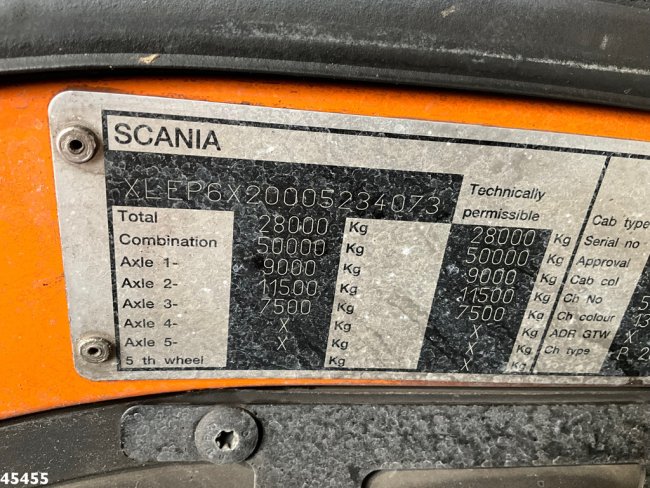 SCANIA
XLEP6X20005234073
Technically
permissible
Total 28000 Kg 28000 Kg
Combination 50000 Kg 50000 Kg
Axle 1- 9000 Kg 9000 Kg
Axle 2- 11500 Kg 11500 Kg
Axle 3- 7500 Kg 7500 Kg
Axle 4- X Kg X Kg
Axle 5- X Kg X Kg
5 th wheel Kg X Kg
Cab type
Serial no
Approval
Cab col
Ch No 5
Ch colour
ADR GTW
Ch type P 2
45455